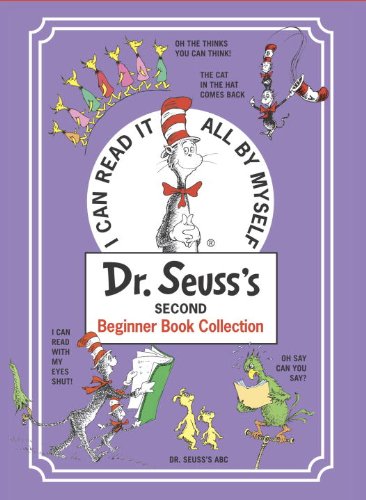 OH THE THINKS
YOU CAN THINK!
THE CAT
IN THE HAT
COMES BACK
I CAN READ IT ALL BY MYSELF
®
Dr. Seuss's
SECOND
Beginner Book Collection
I CAN
READ
WITH
MY
EYES
SHUT!
OH SAY
CAN YOU
SAY?
DR. SEUSS'S ABC